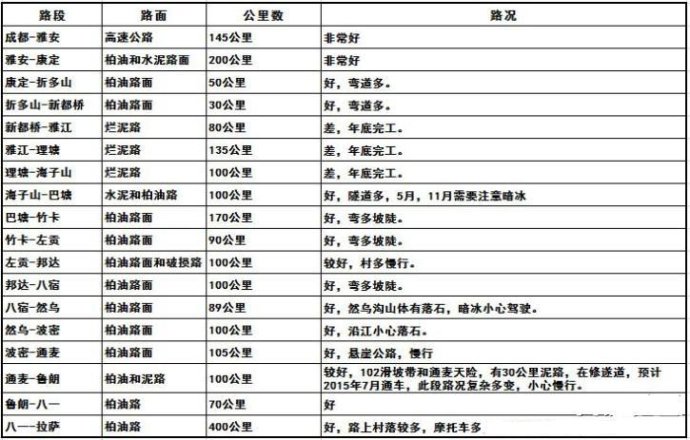 路段 路面 公里数 路况
成都-雅安 高速公路 145公里 非常好
雅安-康定 柏油和水泥路面 200公里 非常好
康定-折多山 柏油路面 50公里 好，弯道多。
折多山-新都桥 柏油路面 30公里 好，弯道多。
新都桥-雅江 烂泥路 80公里 差，年底完工。
雅江-理塘 烂泥路 135公里 差，年底完工。
理塘-海子山 烂泥路 100公里 差，年底完工。
海子山-巴塘 水泥和柏油路 100公里 好，隧道多，5月，11月需要注意暗冰
巴塘-竹卡 柏油路面 170公里 好，弯多坡陡。
竹卡-左贡 柏油路面 90公里 好，弯多坡陡。
左贡-邦达 柏油路面和破损路 100公里 较好，村多慢行。
邦达-八宿 柏油路面 100公里 好，弯多坡陡。
八宿-然乌 柏油路面 89公里 好，然乌沟山体有落石，暗冰小心驾驶。
然乌-波密 柏油路面 100公里 好，沿江小心落石。
波密-通麦 柏油路面 105公里 好，悬崖公路，慢行
通麦-鲁朗 柏油和泥路 100公里 较好，102滑坡带和通麦天险，有30公里泥路，在修遂道，预计
2015年7月通车，此段路况复杂多变，小心慢行。
鲁朗-八一 柏油路 70公里 好
八一-拉萨 柏油路 400公里 好，路上村落较多，摩托车多